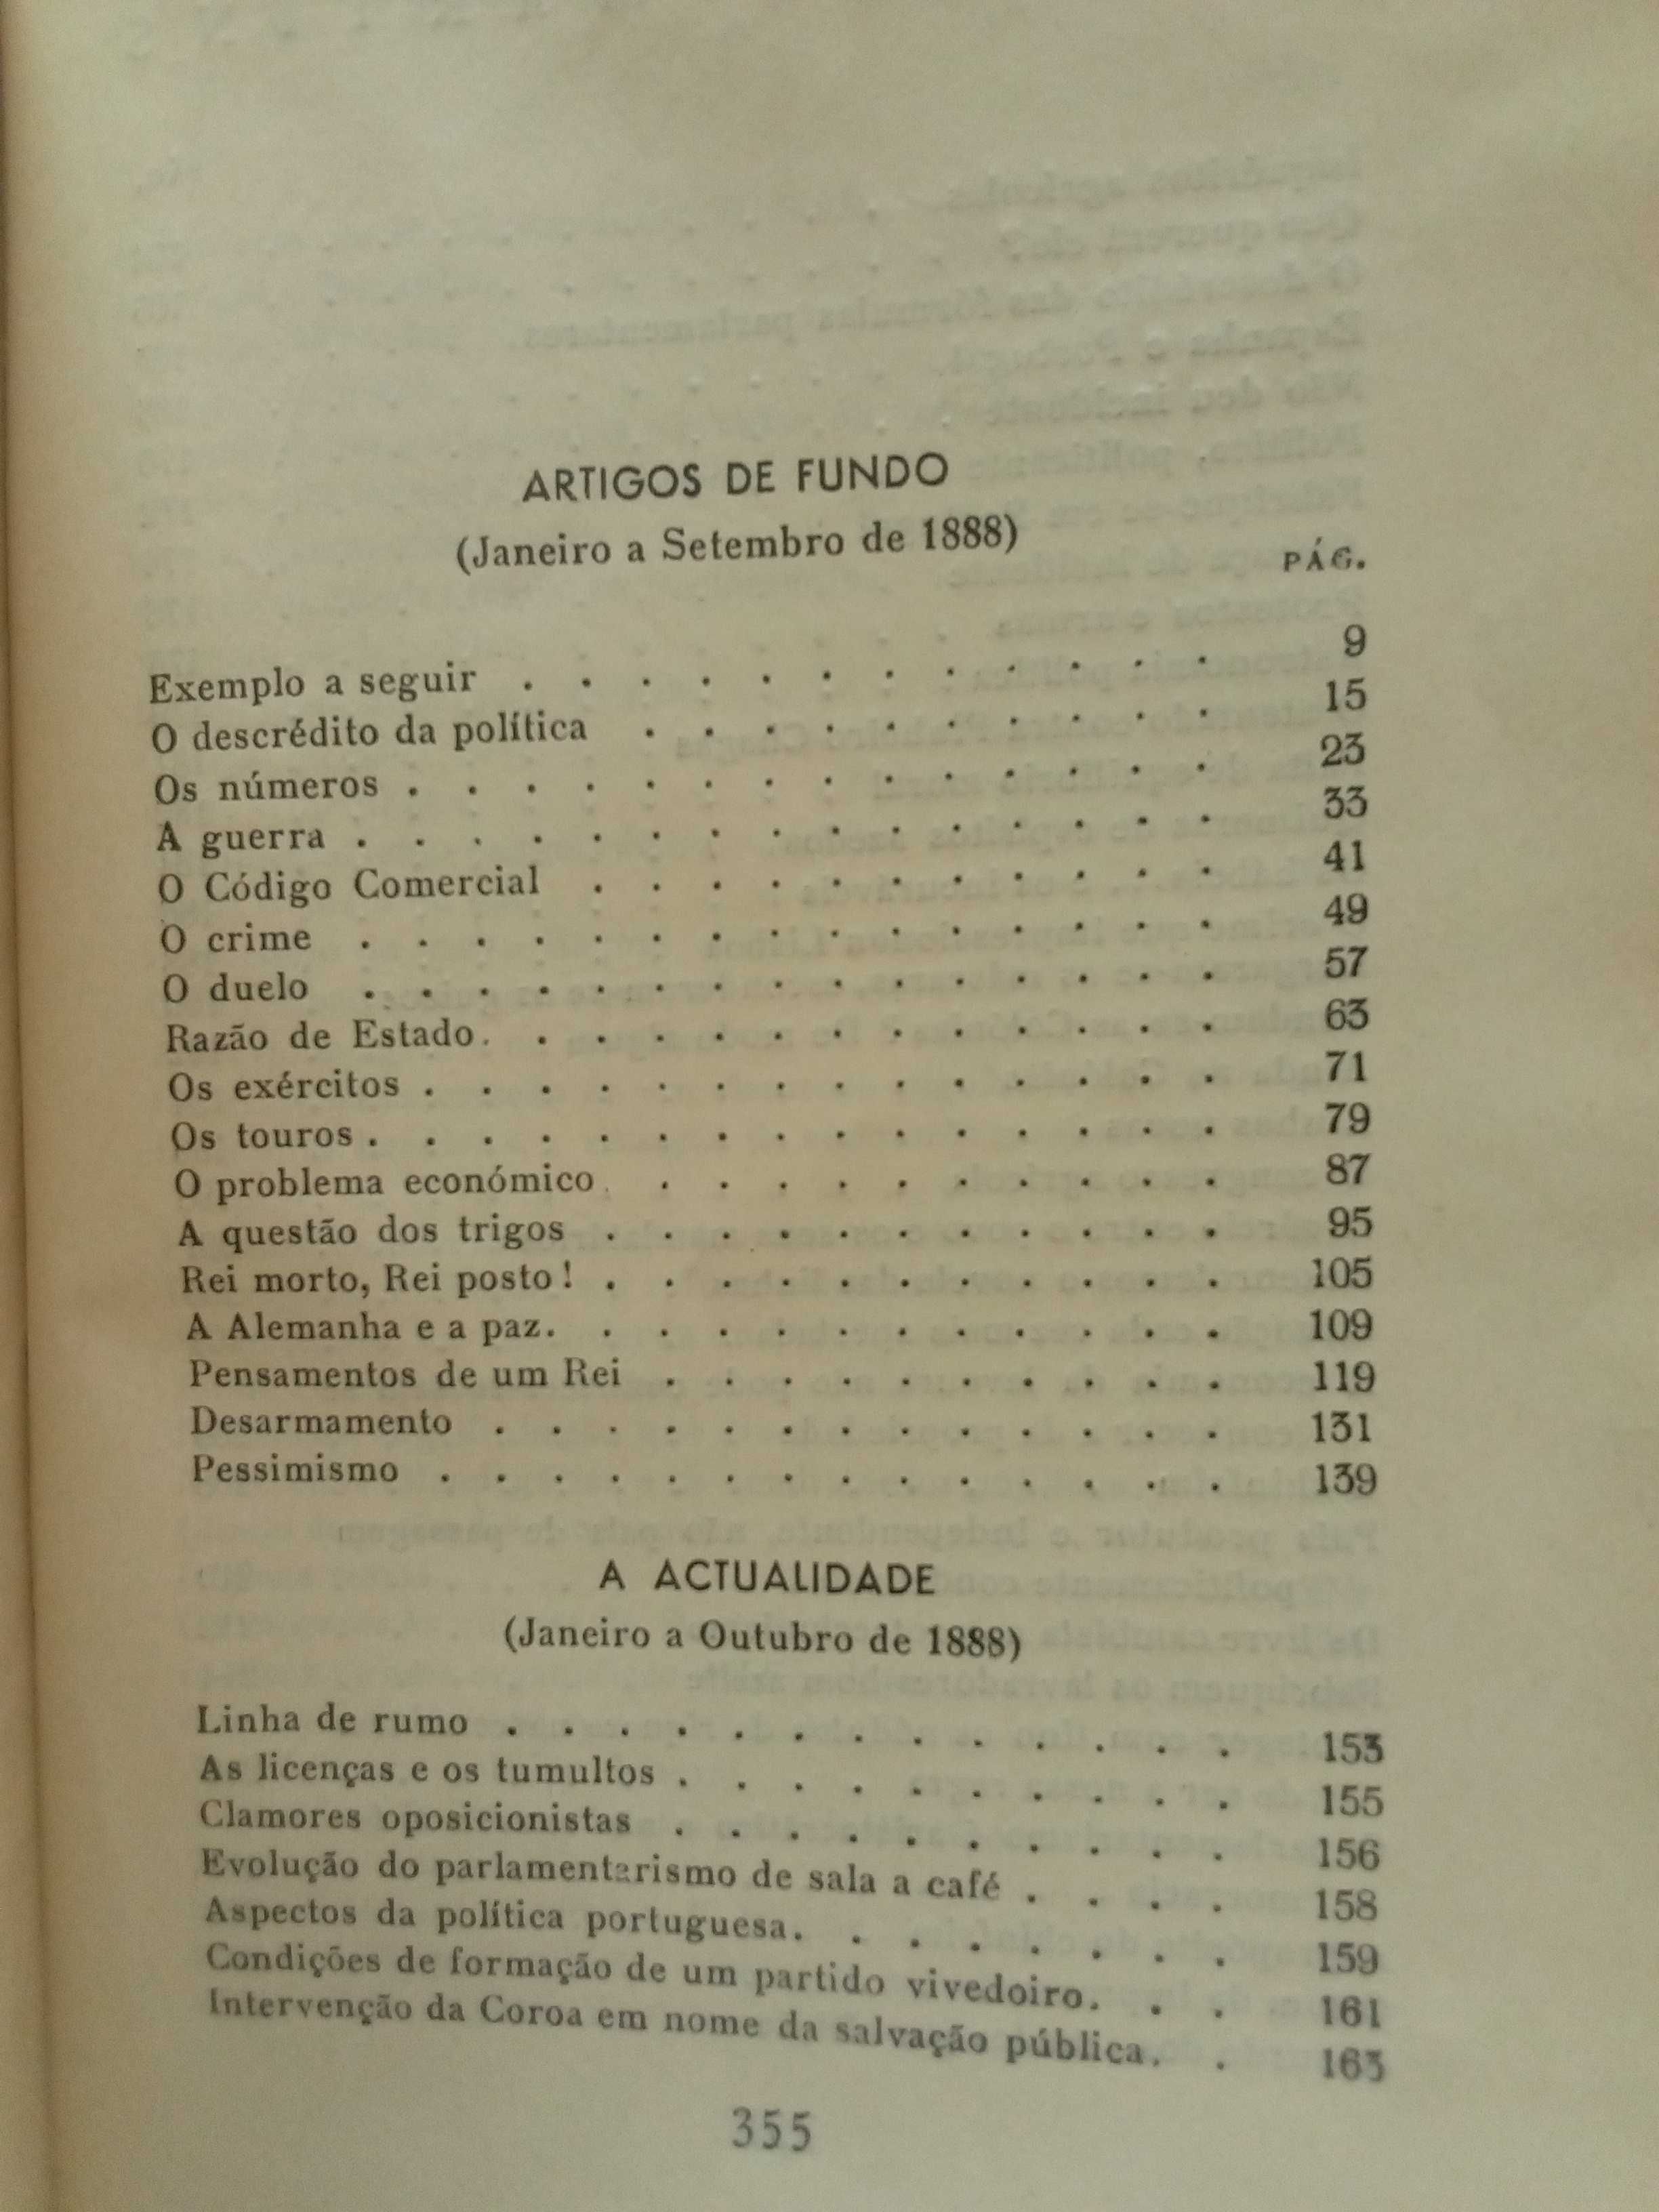 ARTIGOS DE FUNDO
(Janeiro a Setembro de 1888)
PÁG.
Exemplo a seguir . . . . . . . . . . . . 9
O descrédito da política . . . . . . . . . . 15
Os números . . . . . . . . . . . . . . 23
A guerra . . . . . . . . . . . . . . . 33
O Código Comercial . . . . . . . . . . . 41
O crime . . . . . . . . . . . . . . . 49
O duelo . . . . . . . . . . . . . . . 57
Razão de Estado . . . . . . . . . . . . . 63
Os exércitos . . . . . . . . . . . . . . 71
Os touros . . . . . . . . . . . . . . . 79
O problema económico . . . . . . . . . . . 87
A questão dos trigos . . . . . . . . . . . 95
Rei morto, Rei posto! . . . . . . . . . . . 105
A Alemanha e a paz . . . . . . . . . . . . 109
Pensamentos de um Rei . . . . . . . . . . 119
Desarmamento . . . . . . . . . . . . . 131
Pessimismo . . . . . . . . . . . . . . 139
A ACTUALIDADE
(Janeiro a Outubro de 1888)
Linha de rumo . . . . . . . . . . . . . 153
As licenças e os tumultos . . . . . . . . . . 155
Clamores oposicionistas . . . . . . . . . . 156
Evolução do parlamentarismo de sala a café . . . . 158
Aspectos da política portuguesa . . . . . . . . 159
Condições de formação de um partido vivedoiro . . . 161
Intervenção da Coroa em nome da salvação pública . . 163
355